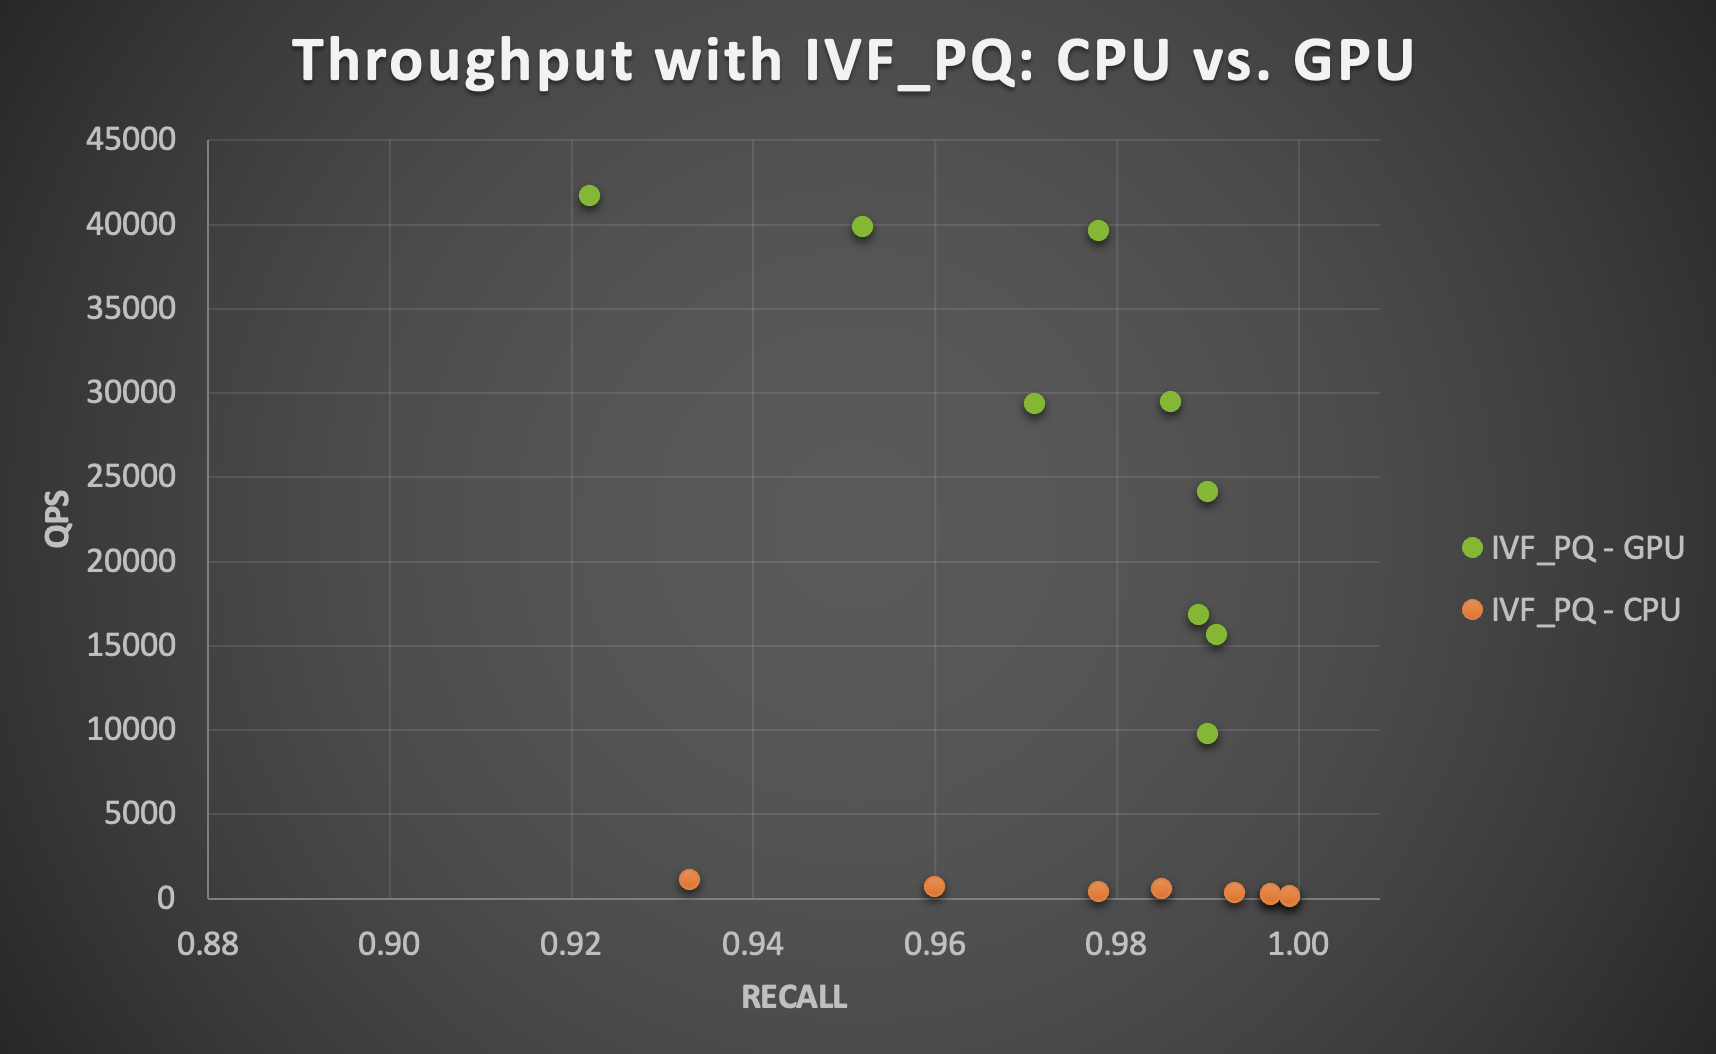 Throughput with IVF_PQ: CPU vs. GPU
45000
40000
35000
30000
25000
20000
15000
10000
5000
0
QPS
0.88 0.90 0.92 0.94 0.96 0.98 1.00
RECALL
IVF_PQ - GPU
IVF_PQ - CPU